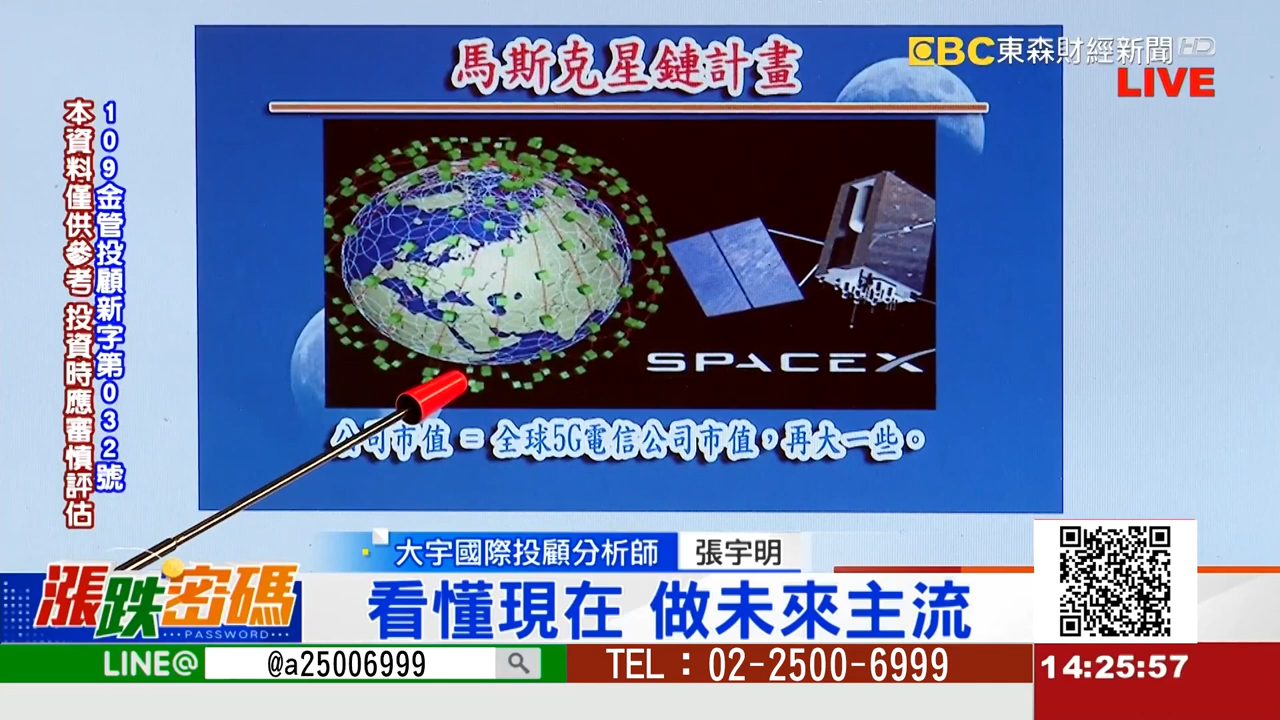 馬斯克星鏈計畫
EBC東森財經新聞HD
LIVE
109金管投顧新字第032號
本資料僅供參考 投資時應審慎評估
SPACEX
公司市值 = 全球5G電信公司市值,再大一些。
大宇國際投顧分析師 張宇明
漲跌密碼
PASSWORD
看懂現在 做未來主流
LINE@ @a25006999
TEL:02-2500-6999
14:25:57